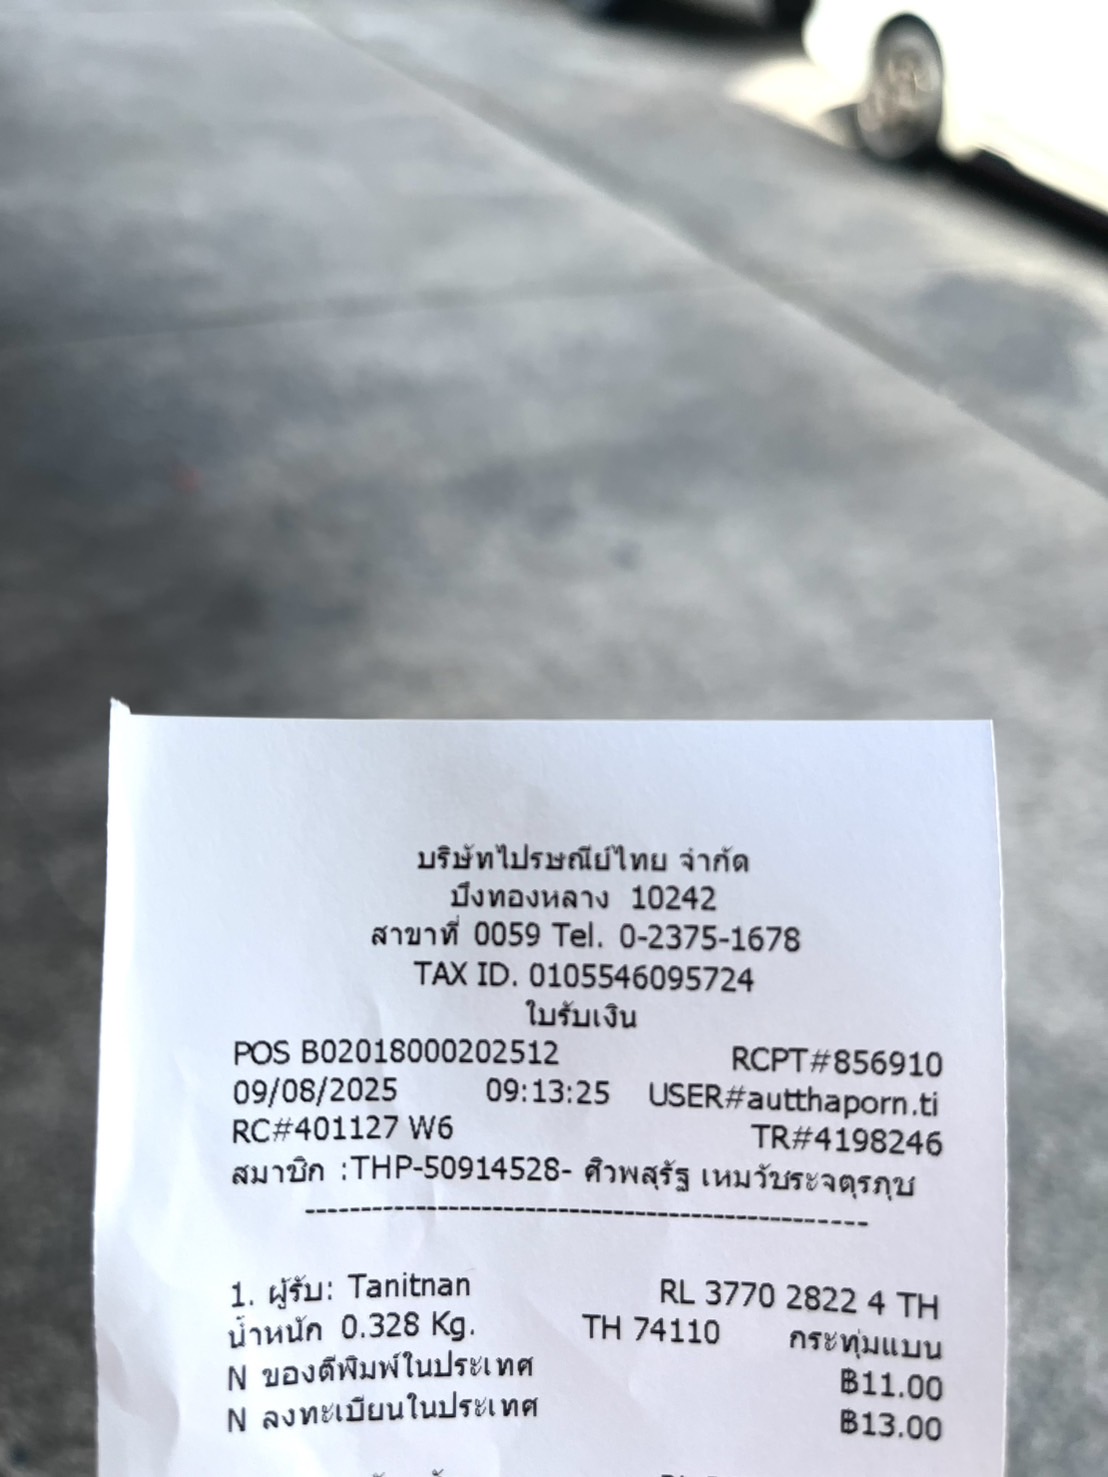 บริษัทไปรษณีย์ไทย จำกัด
บึงทองหลาง 10242
สาขาที่ 0059 Tel. 0-2375-1678
TAX ID. 0105546095724
ใบรับเงิน
POS B02018000202512 RCPT#856910
09/08/2025 09:13:25 USER#autthaporn.ti
RC#401127 W6 TR#4198246
สมาชิก :THP-50914528- ศิวพสุรัฐ เหมวัชระจตุรภุช
1. ผู้รับ: Tanitnan RL 3770 2822 4 TH
น้ำหนัก 0.328 Kg. TH 74110 กระทุ่มแบน
N ของตีพิมพ์ในประเทศ ฿11.00
N ลงทะเบียนในประเทศ ฿13.00